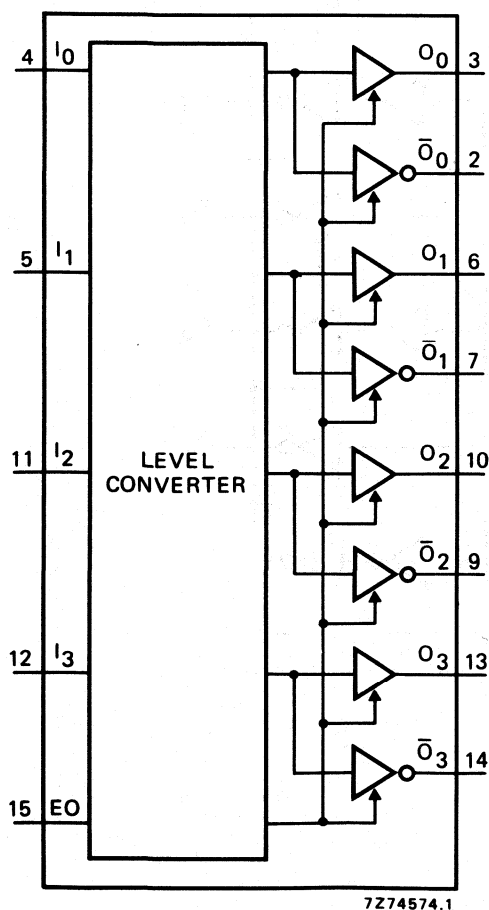 4 I0 O0 3
Ō0 2
5 I1 O1 6
Ō1 7
11 I2 O2 10
LEVEL
CONVERTER
Ō2 9
12 I3 O3 13
Ō3 14
15 EO
7Z74574.1